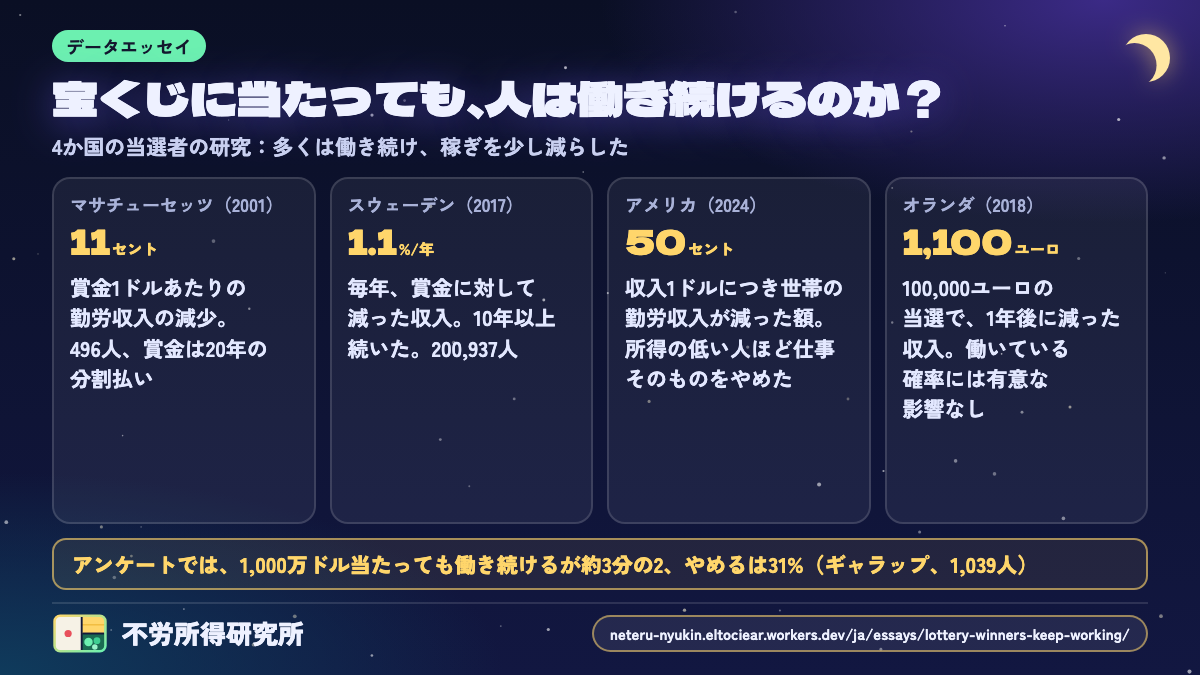 データエッセイ
宝くじに当たっても、人は働き続けるのか？
4か国の当選者の研究：多くは働き続け、稼ぎを少し減らした
マサチューセッツ（2001）
11セント
賞金1ドルあたりの
勤労収入の減少。
496人、賞金は20年の
分割払い
スウェーデン（2017）
1.1%/年
毎年、賞金に対して
減った収入。10年以上
続いた。200,937人
アメリカ（2024）
50セント
収入1ドルにつき世帯の
勤労収入が減った額。
所得の低い人ほど仕事
そのものをやめた
オランダ（2018）
1,100ユーロ
100,000ユーロの
当選で、1年後に減った
収入。働いている
確率には有意な
影響なし
アンケートでは、1,000万ドル当たっても働き続けるが約3分の2、やめるは31%（ギャラップ、1,039人）
不労所得研究所
neteru-nyukin.eltociear.workers.dev/ja/essays/lottery-winners-keep-working/